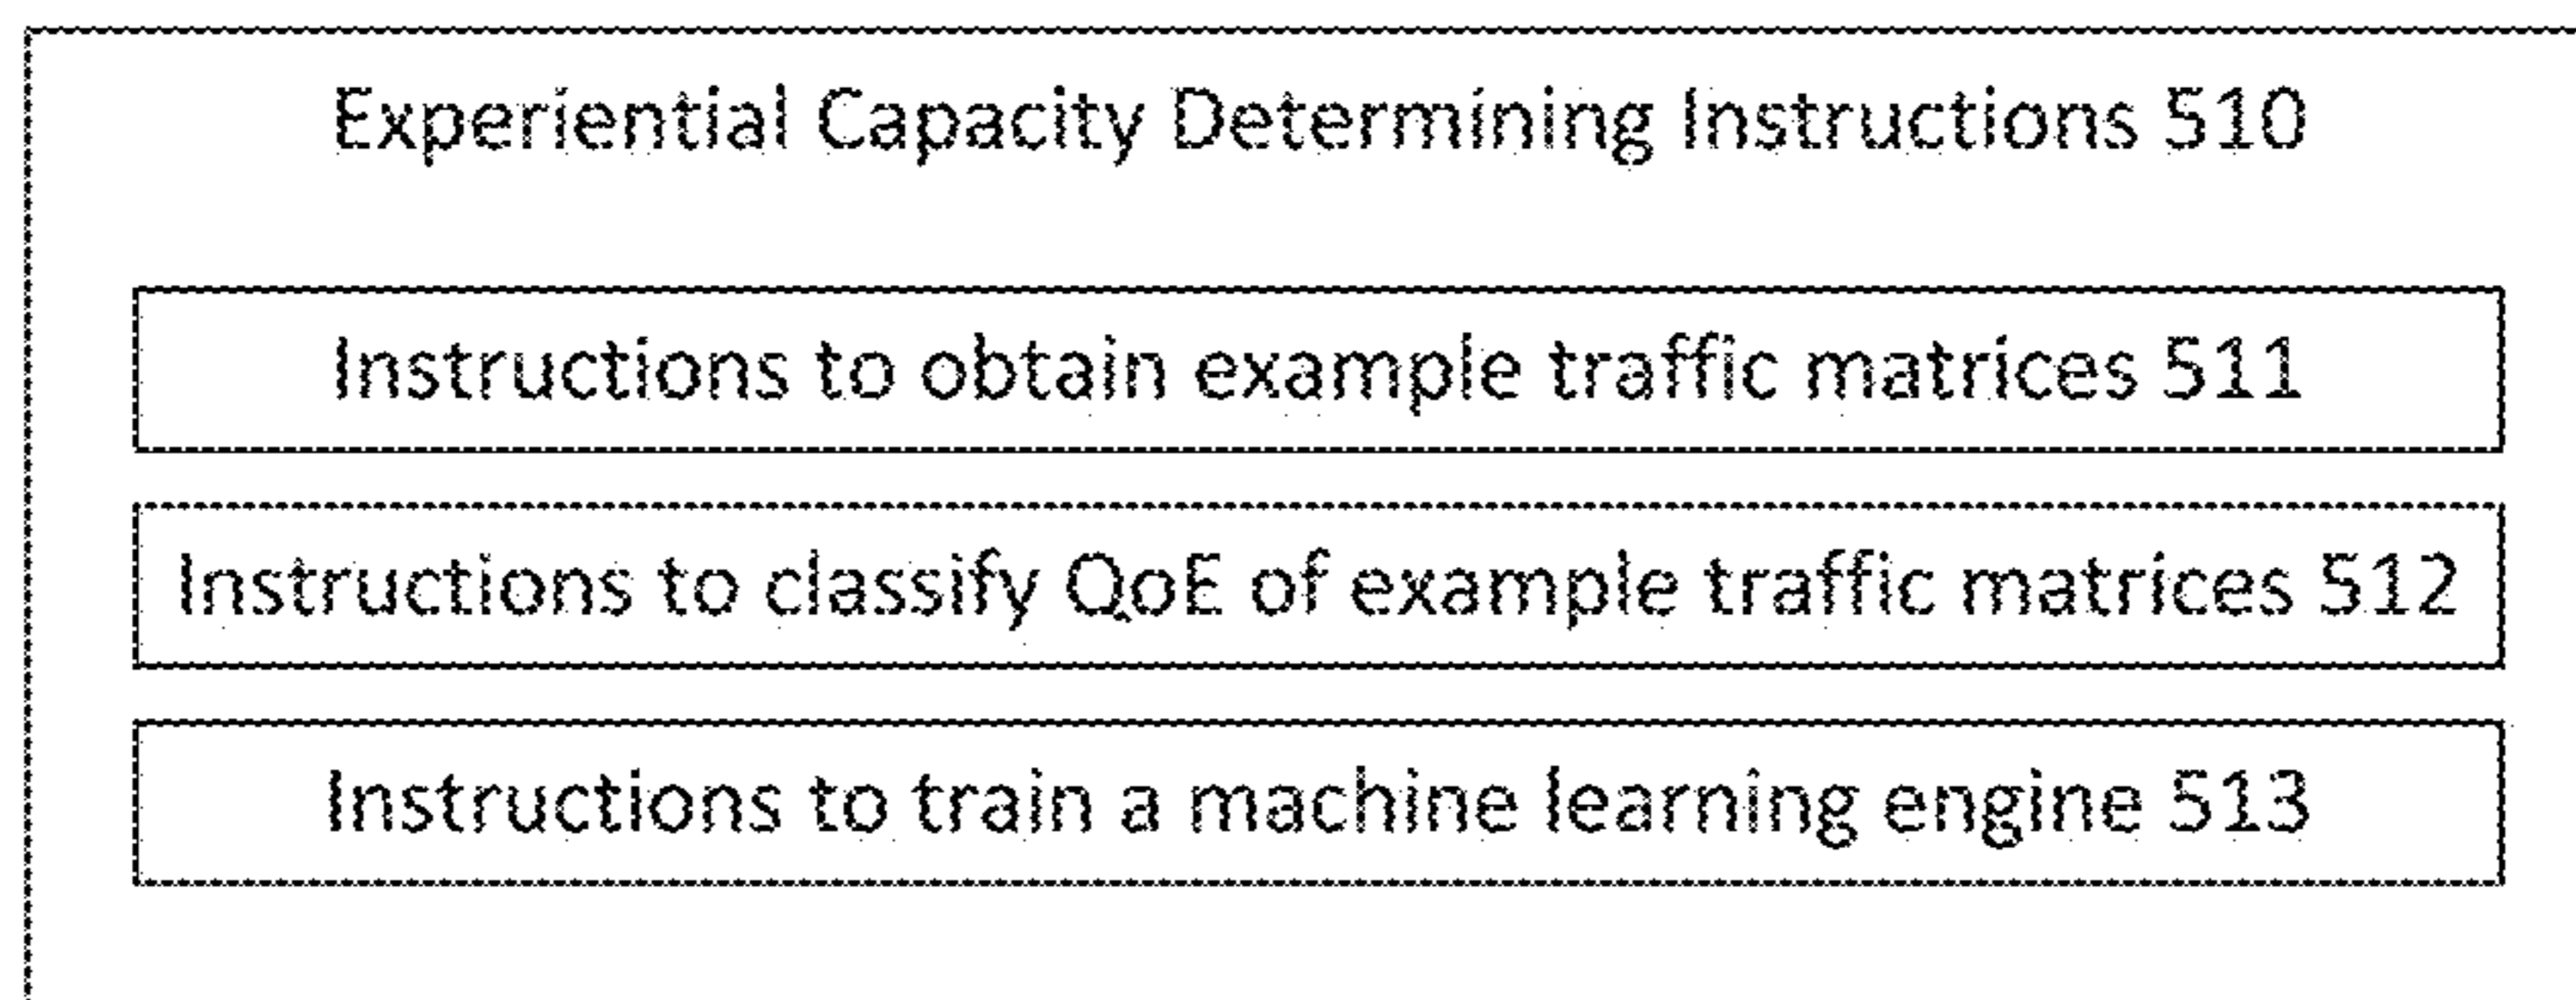 Experiential Capacity Determining Instructions 510
Instructions to obtain example traffic matrices 511
Instructions to classify QoE of example traffic matrices 512
Instructions to train a machine learning engine 513